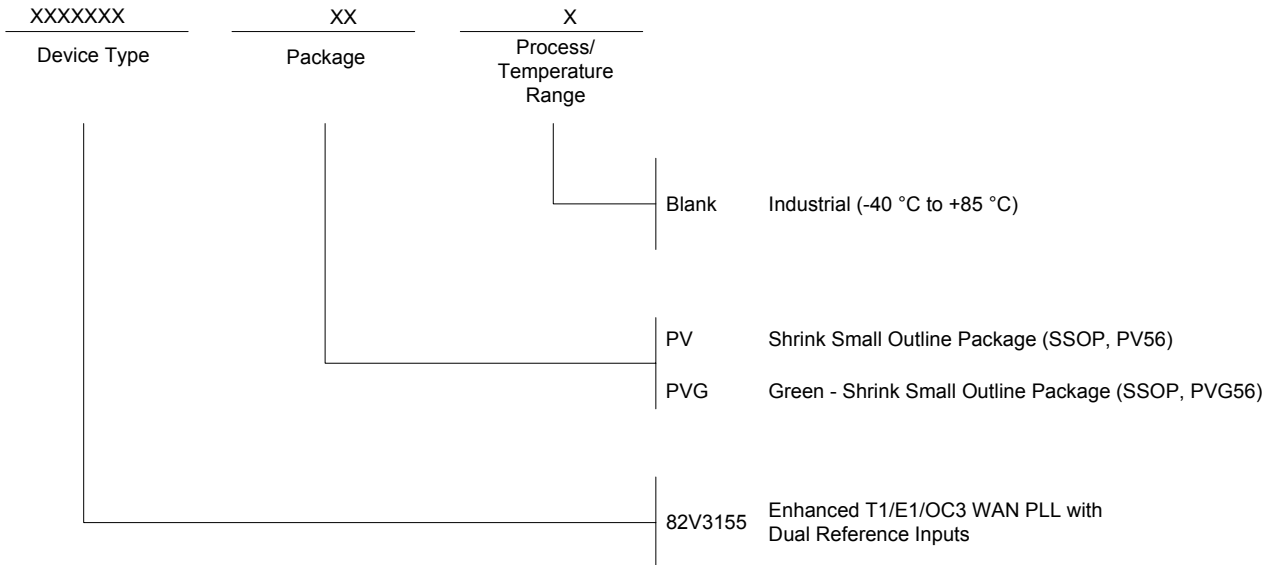 XXXXXXX XX X
Device Type Package Process/
Temperature
Range
Blank Industrial (-40 °C to +85 °C)
PV Shrink Small Outline Package (SSOP, PV56)
PVG Green - Shrink Small Outline Package (SSOP, PVG56)
82V3155 Enhanced T1/E1/OC3 WAN PLL with
Dual Reference Inputs